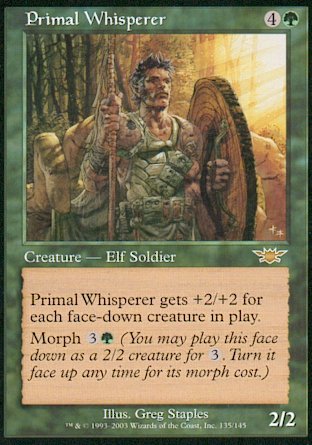 Primal Whisperer 4
Creature — Elf Soldier
Primal Whisperer gets +2/+2 for
each face-down creature in play.
Morph 3 (You may play this face
down as a 2/2 creature for 3. Turn it
face up any time for its morph cost.)
Illus. Greg Staples
™ & © 1993-2003 Wizards of the Coast, Inc. 135/145
2/2